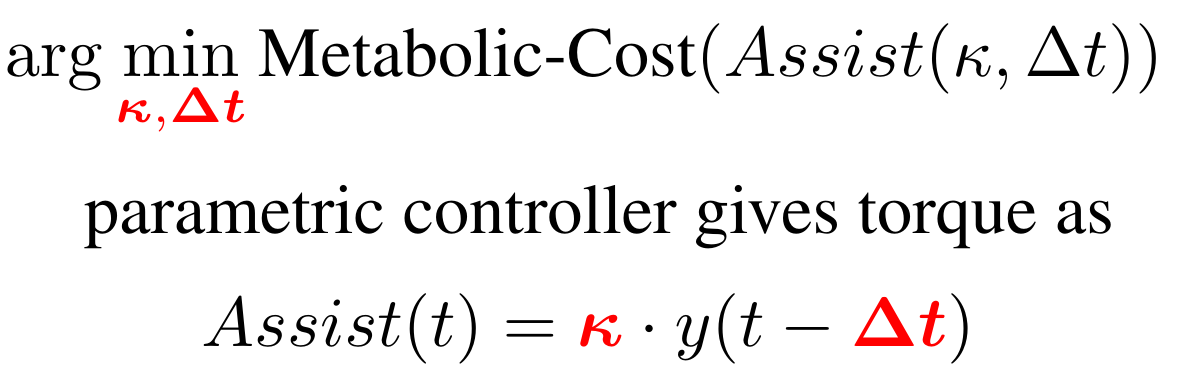 arg min Metabolic-Cost(Assist(κ, Δt))
κ,Δt
parametric controller gives torque as
Assist(t) = κ · y(t − Δt)